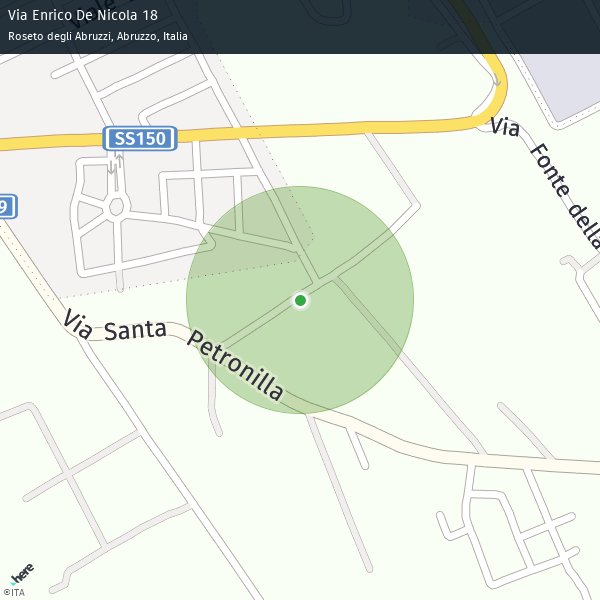 Via Enrico De Nicola 18
Roseto degli Abruzzi, Abruzzo, Italia
SS150
Via Fonte della
9
Via Santa Petronilla
here
©ITA